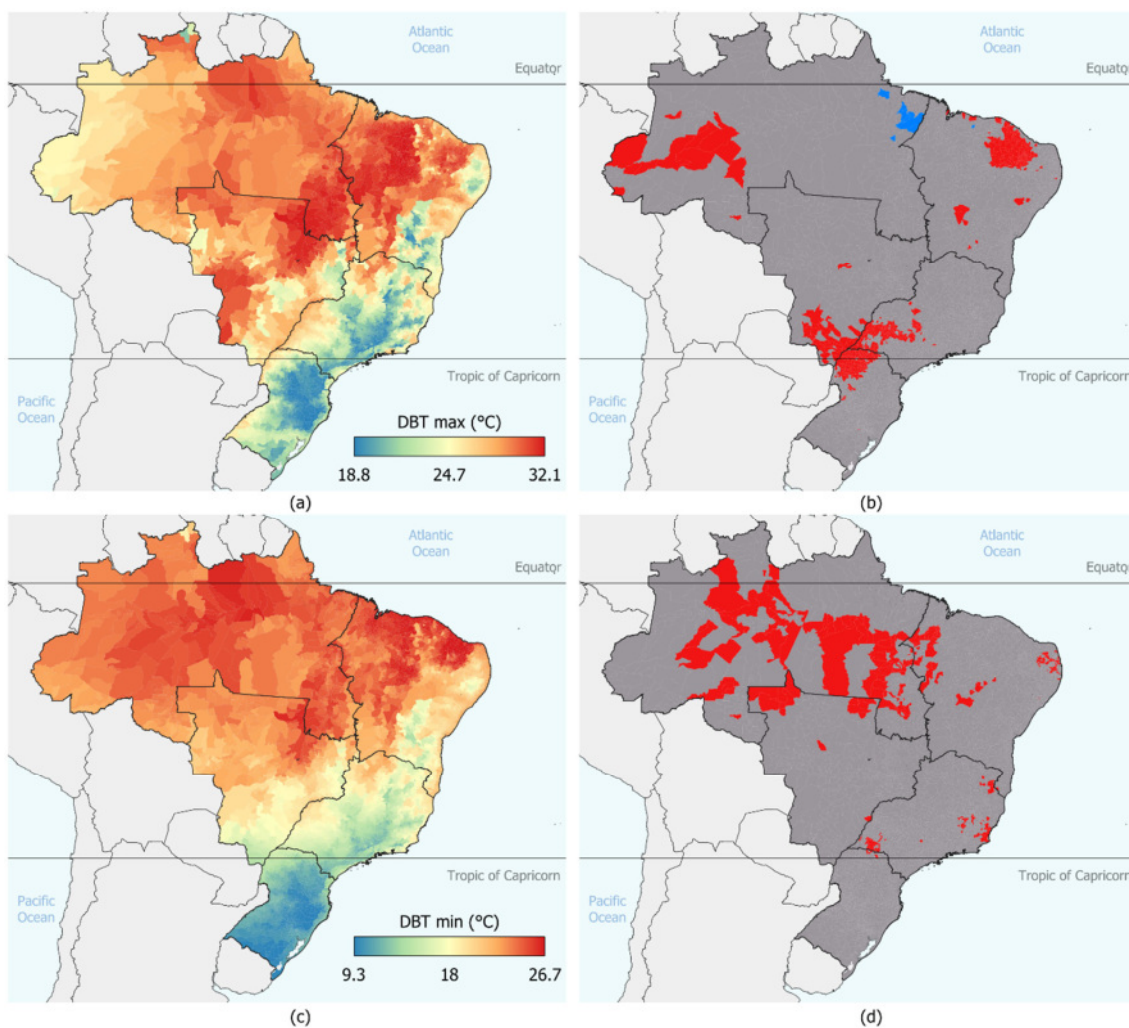 Atlantic
Ocean
Equator
Tropic of Capricorn
Pacific
Ocean
DBT max (°C)
18.8 24.7 32.1
(a)
Atlantic
Ocean
Equator
Tropic of Capricorn
Pacific
Ocean
(b)
Atlantic
Ocean
Equator
Tropic of Capricorn
Pacific
Ocean
DBT min (°C)
9.3 18 26.7
(c)
Atlantic
Ocean
Equator
Tropic of Capricorn
Pacific
Ocean
(d)